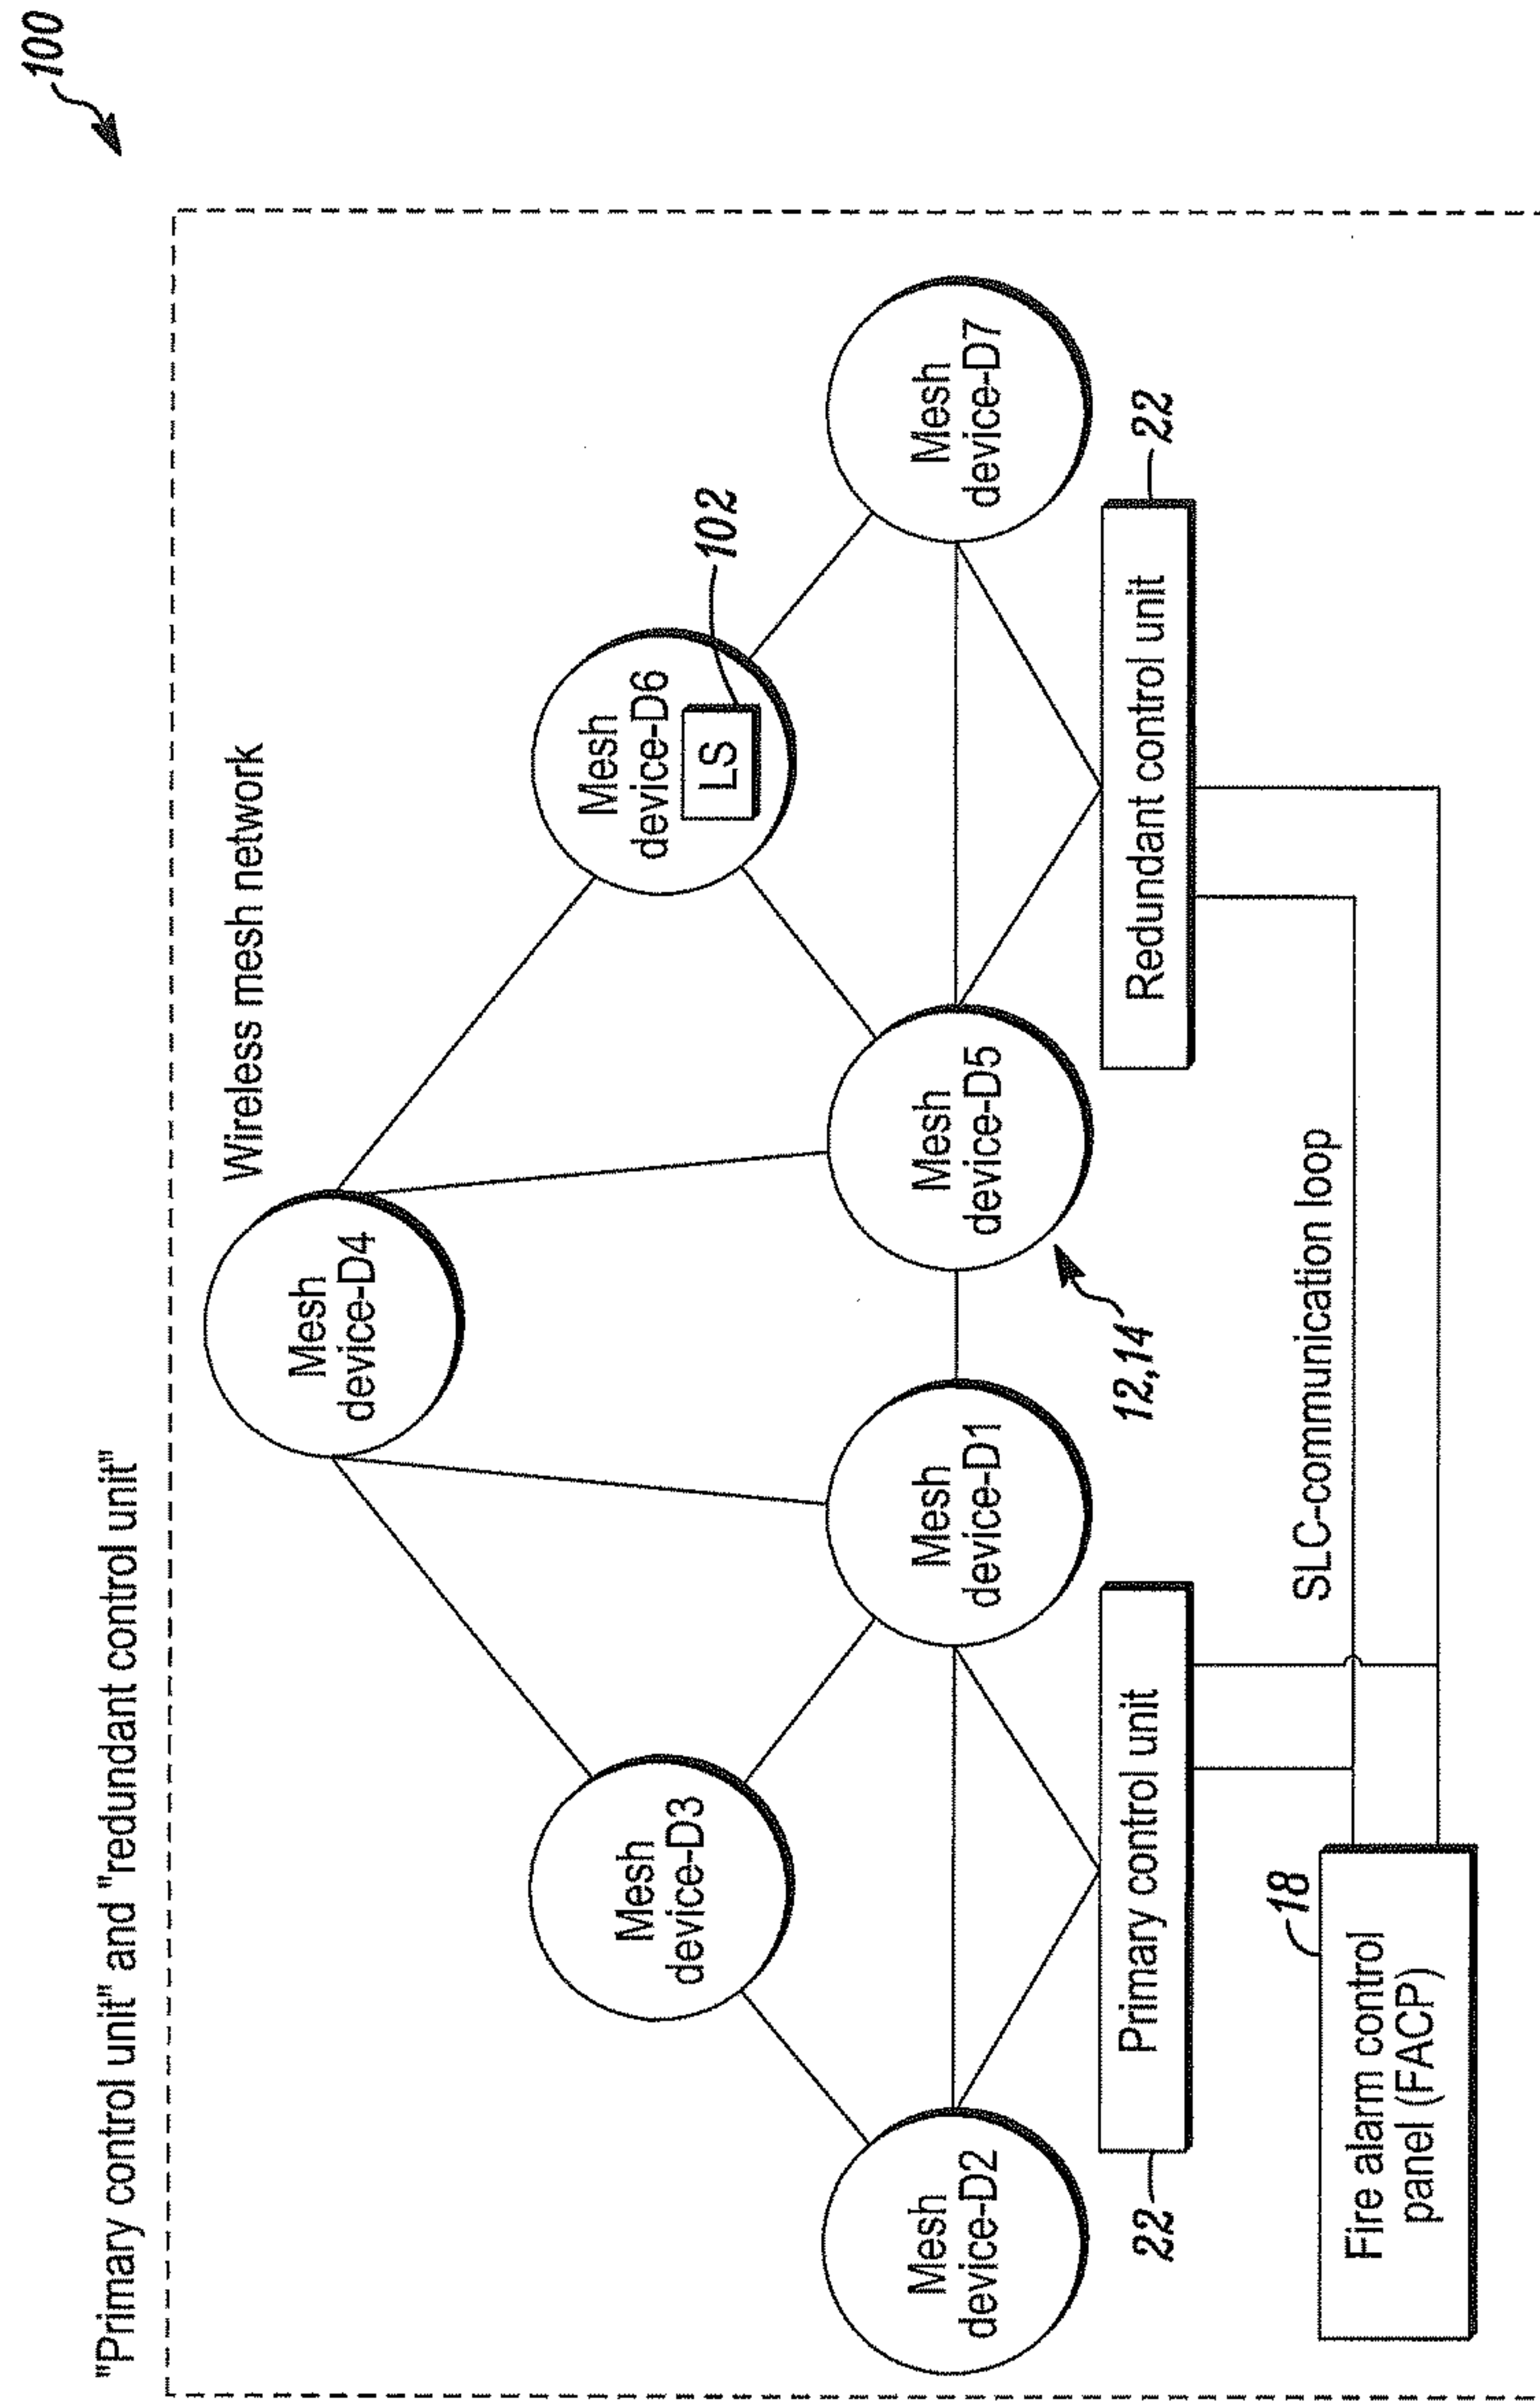 100
"Primary control unit" and "redundant control unit"
Wireless mesh network
Mesh
device-D4
Mesh
device-D3
Mesh
device-D6
LS
102
Mesh
device-D2
Mesh
device-D1
Mesh
device-D5
Mesh
device-D7
12,14
22
Primary control unit
Redundant control unit
22
SLC-communication loop
18
Fire alarm control
panel (FACP)